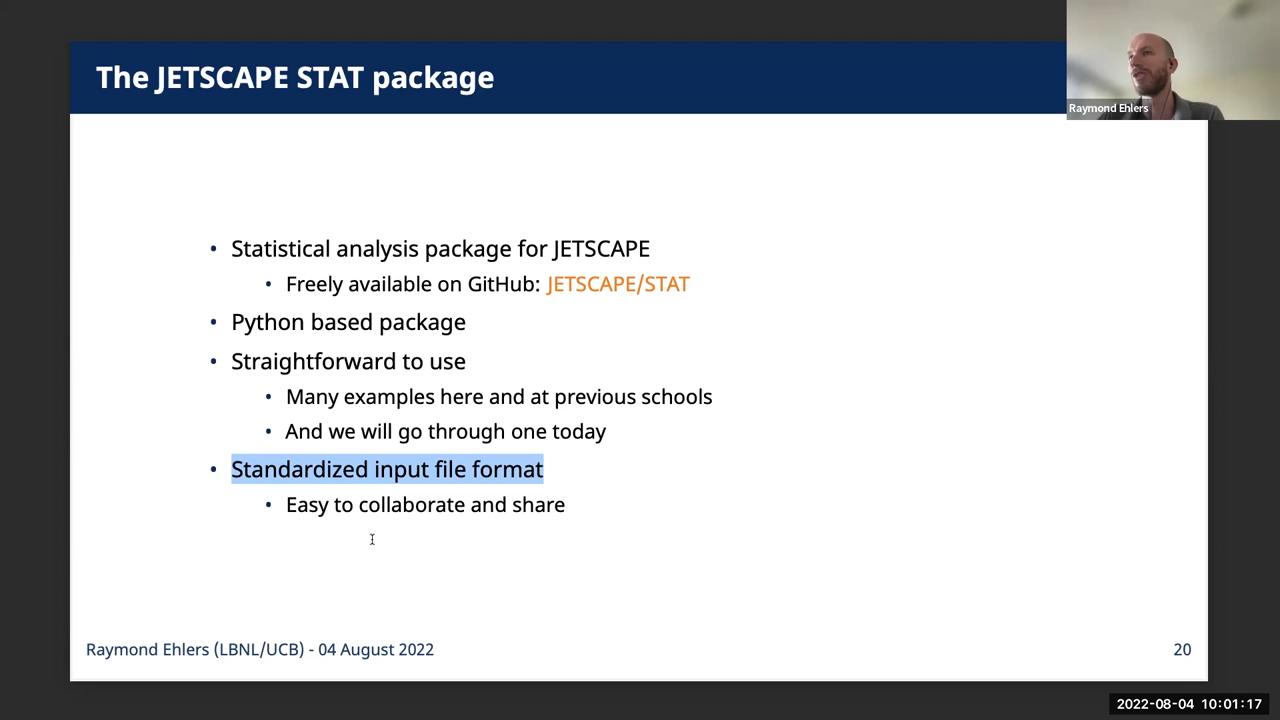 The JETSCAPE STAT package
Raymond Ehlers
• Statistical analysis package for JETSCAPE
• Freely available on GitHub: JETSCAPE/STAT
• Python based package
• Straightforward to use
• Many examples here and at previous schools
• And we will go through one today
• Standardized input file format
• Easy to collaborate and share
Raymond Ehlers (LBNL/UCB) - 04 August 2022
20
2022-08-04 10:01:17